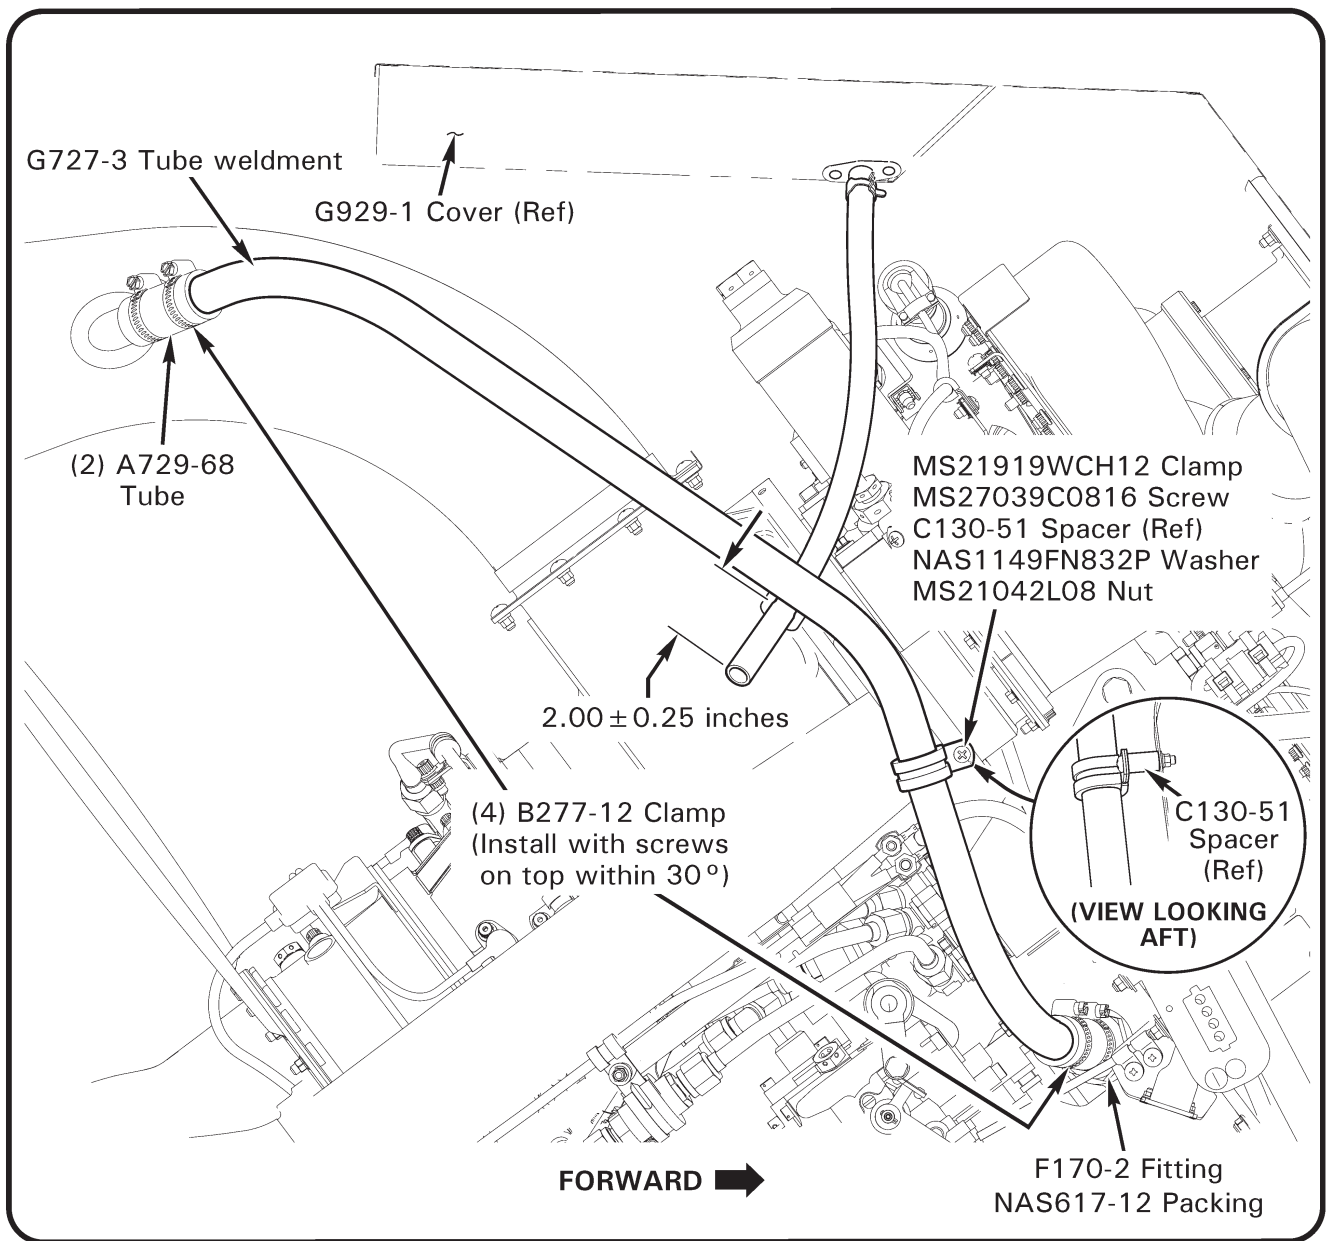 G727-3 Tube weldment
G929-1 Cover (Ref)
(2) A729-68
Tube
MS21919WCH12 Clamp
MS27039C0816 Screw
C130-51 Spacer (Ref)
NAS1149FN832P Washer
MS21042L08 Nut
2.00±0.25 inches
(4) B277-12 Clamp
(Install with screws
on top within 30°)
C130-51
Spacer
(Ref)
(VIEW LOOKING
AFT)
FORWARD
F170-2 Fitting
NAS617-12 Packing